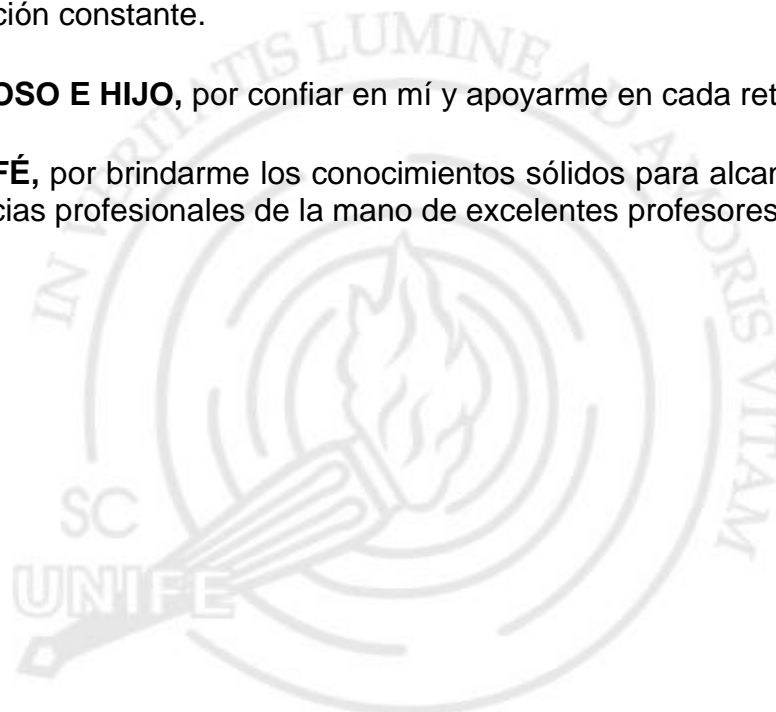 ción constante.
OSO E HIJO, por confiar en mí y apoyarme en cada ret
FÉ, por brindarme los conocimientos sólidos para alcar
cias profesionales de la mano de excelentes profesores
IN VERITATIS LUMINE AD AMORIS VITAM
SC
UNIFE